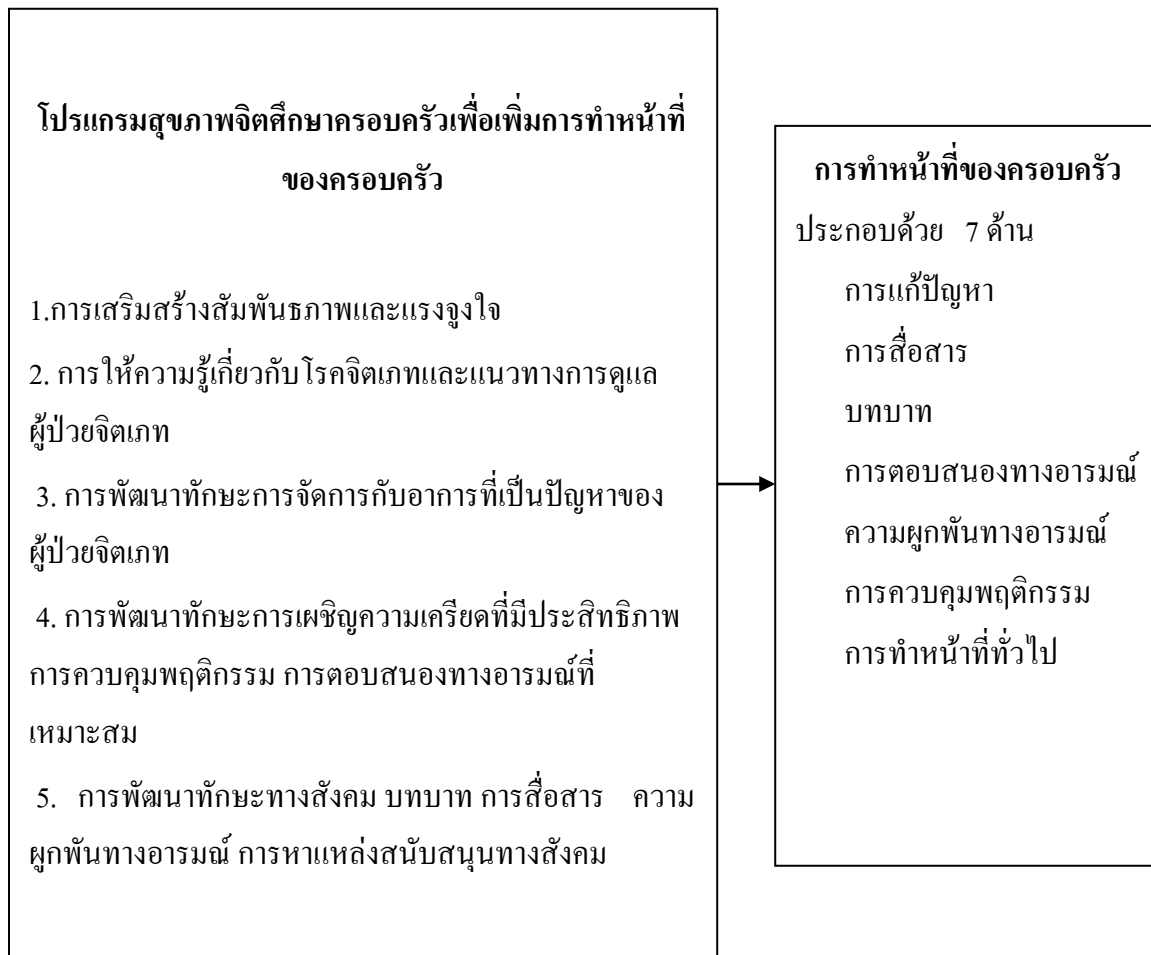 โปรแกรมสุขภาพจิตศึกษาครอบครัวเพื่อเพิ่มการทำหน้าที่
ของครอบครัว
1.การเสริมสร้างสัมพันธภาพและแรงจูงใจ
2. การให้ความรู้เกี่ยวกับโรคจิตเภทและแนวทางการดูแล
ผู้ป่วยจิตเภท
3. การพัฒนาทักษะการจัดการกับอาการที่เป็นปัญหาของ
ผู้ป่วยจิตเภท
4. การพัฒนาทักษะการเผชิญความเครียดที่มีประสิทธิภาพ
การควบคุมพฤติกรรม การตอบสนองทางอารมณ์ที่
เหมาะสม
5. การพัฒนาทักษะทางสังคม บทบาท การสื่อสาร ความ
ผูกพันทางอารมณ์ การหาแหล่งสนับสนุนทางสังคม
การทำหน้าที่ของครอบครัว
ประกอบด้วย 7 ด้าน
การแก้ปัญหา
การสื่อสาร
บทบาท
การตอบสนองทางอารมณ์
ความผูกพันทางอารมณ์
การควบคุมพฤติกรรม
การทำหน้าที่ทั่วไป